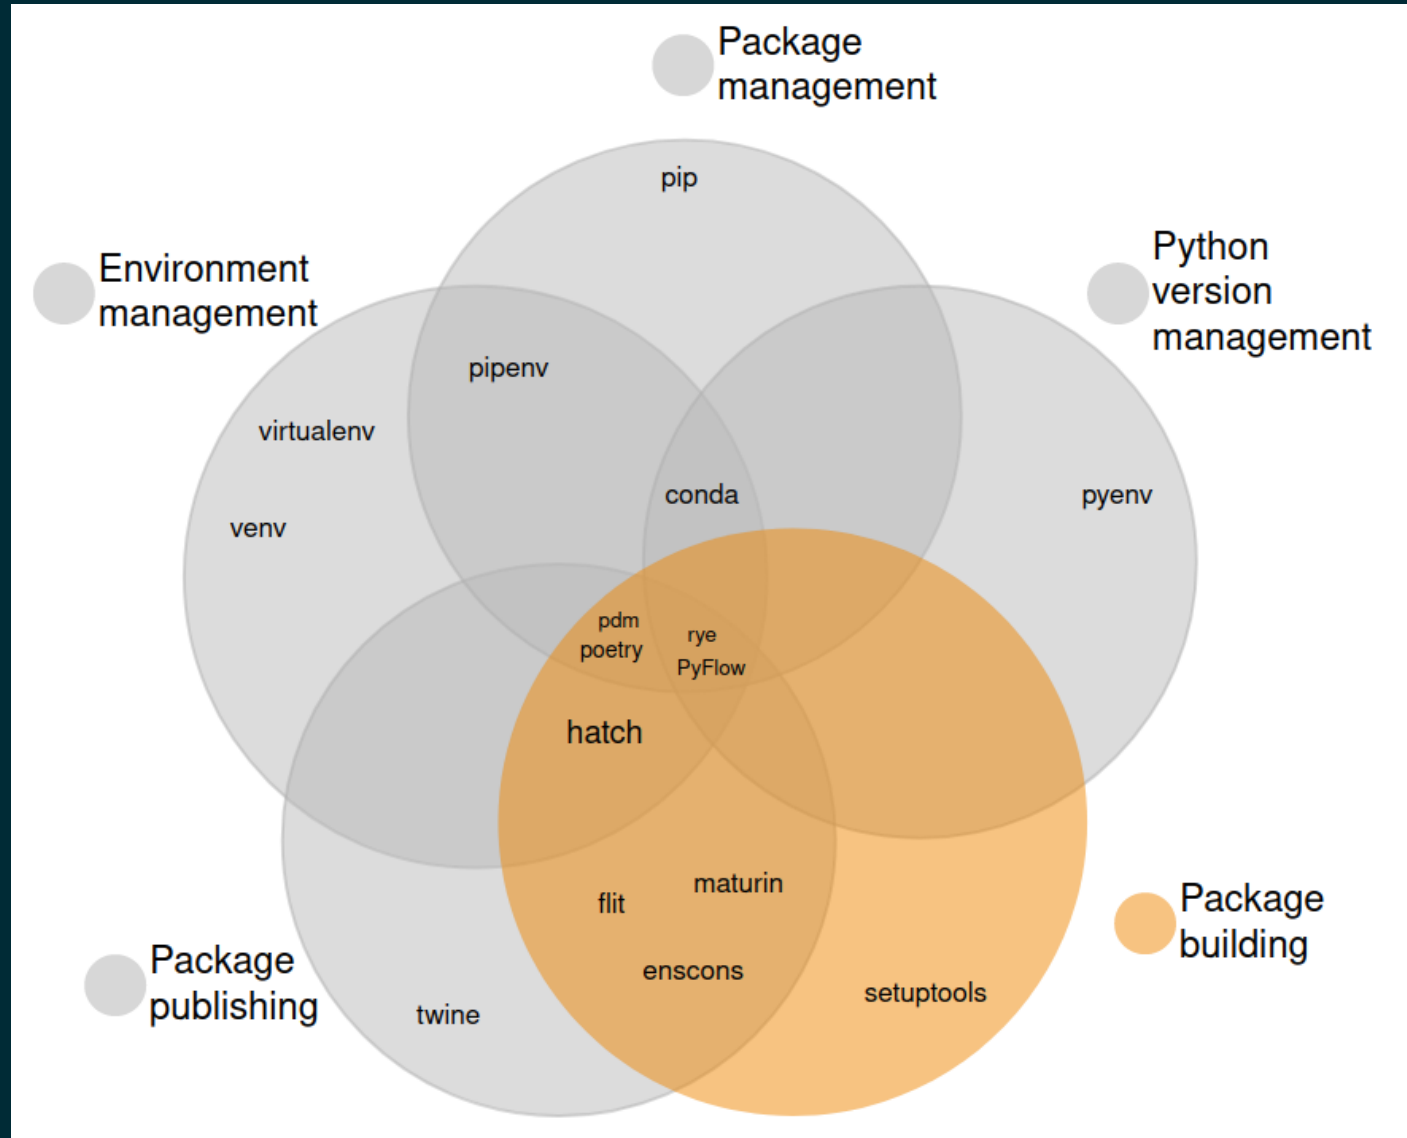 Package
management
pip
Python
version
management
Environment
management
pipenv
virtualenv
conda
pyenv
venv
pdm
poetry
rye
PyFlow
hatch
maturin
flit
enscons
setuptools
Package
building
Package
publishing
twine